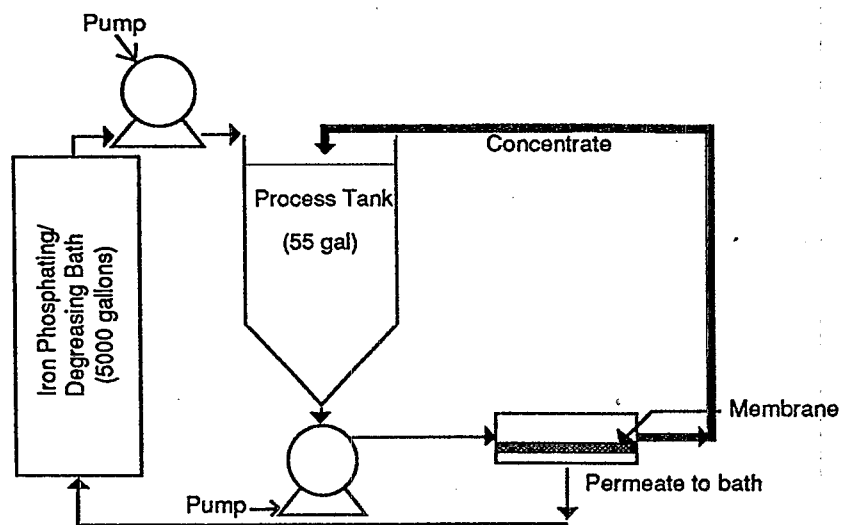 Pump
Concentrate
Process Tank
(55 gal)
Iron Phosphating/
Degreasing Bath
(5000 gallons)
Membrane
Permeate to bath
Pump